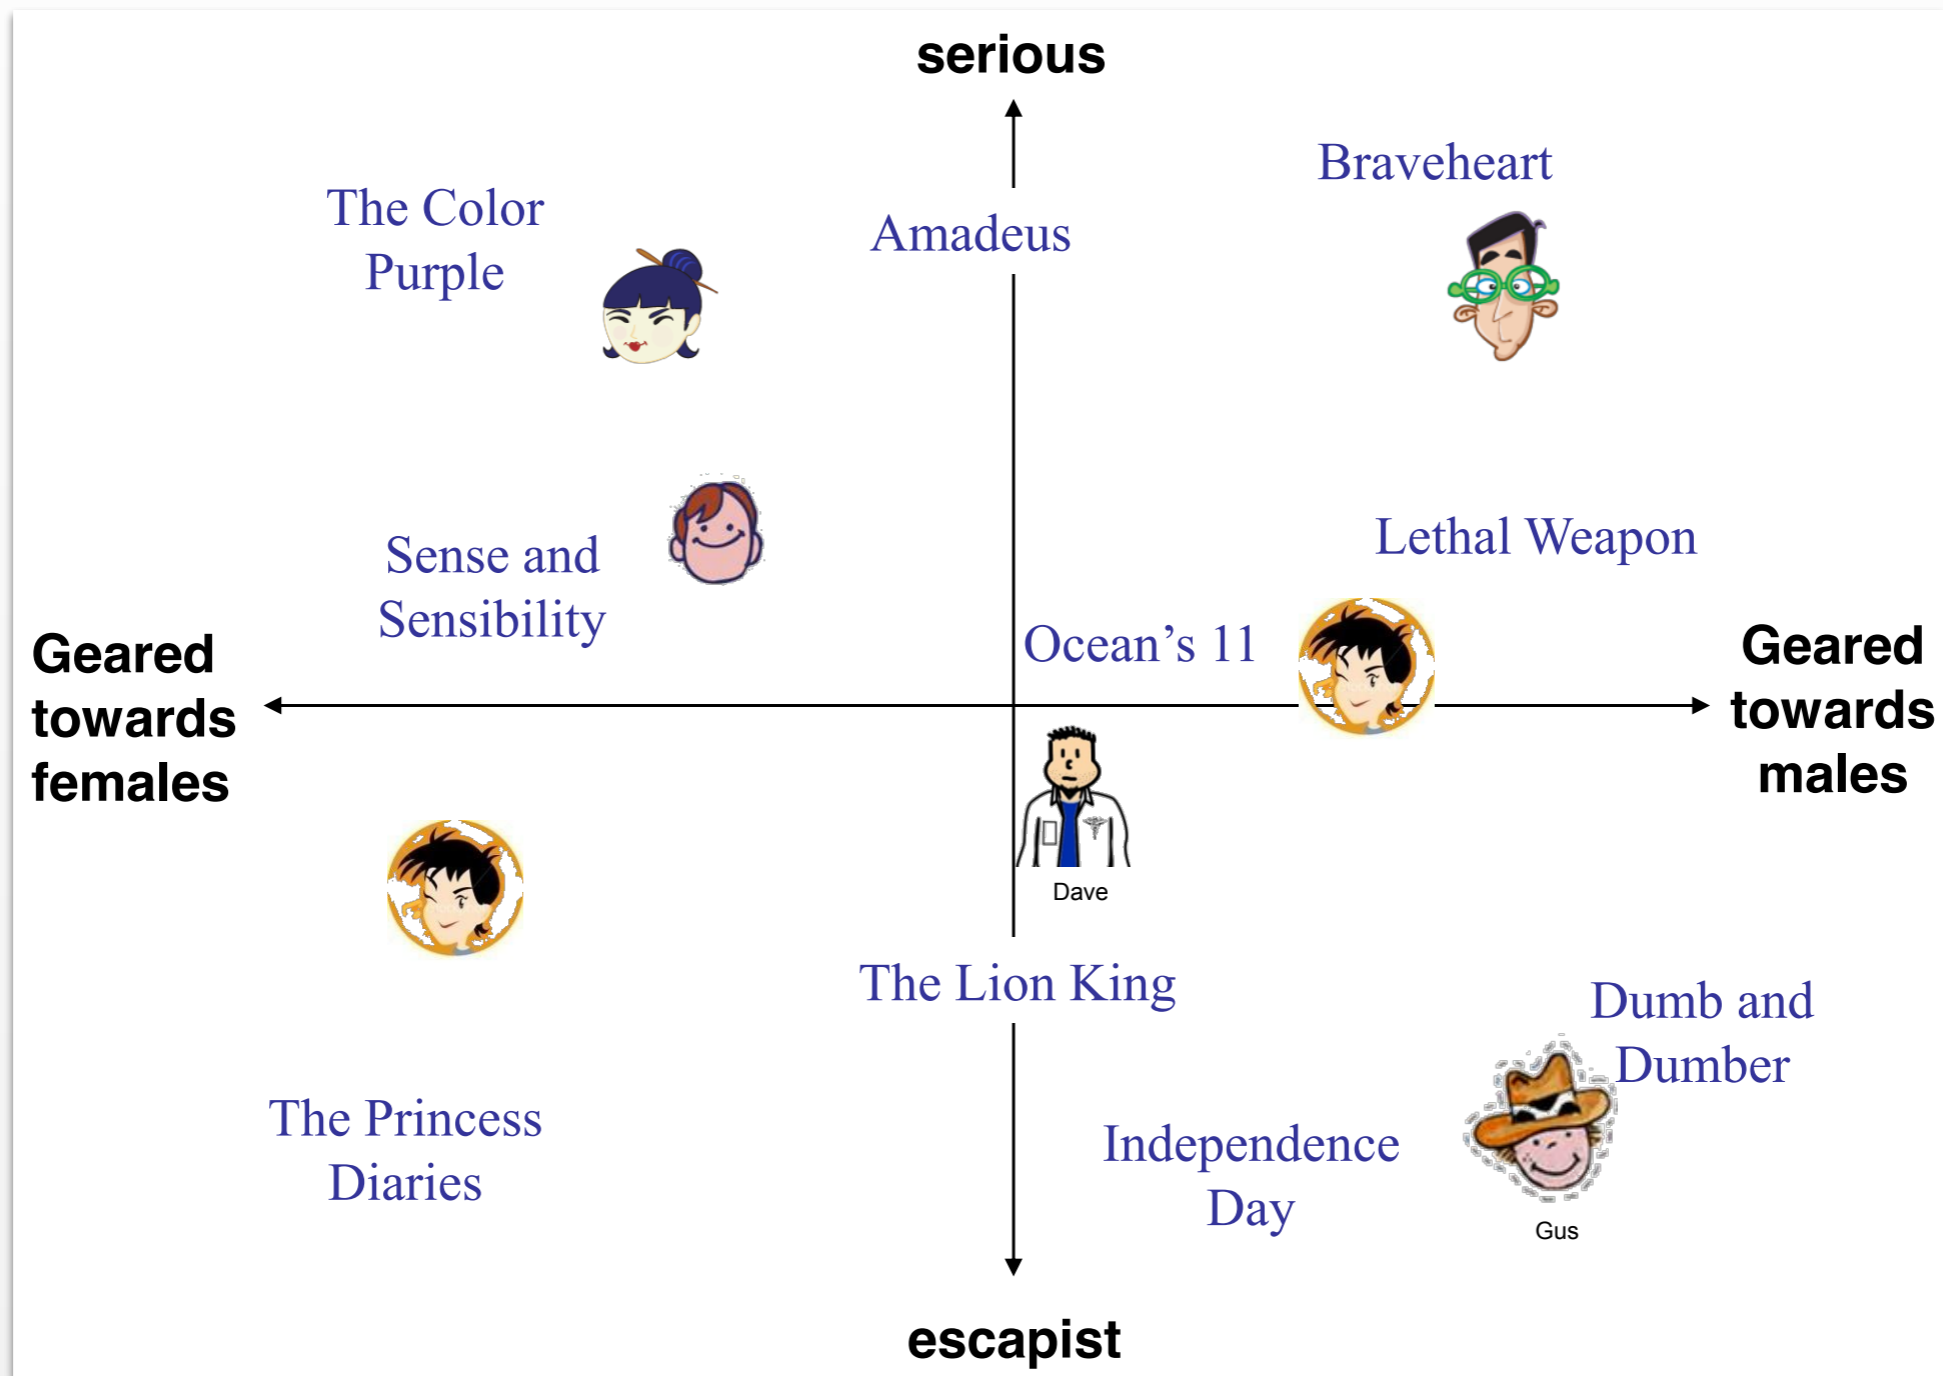 serious
Braveheart
The Color
Purple
Amadeus
Lethal Weapon
Sense and
Sensibility
Ocean’s 11
Geared
towards
females
Geared
towards
males
Dave
The Lion King
Dumb and
Dumber
The Princess
Diaries
Independence
Day
Gus
escapist